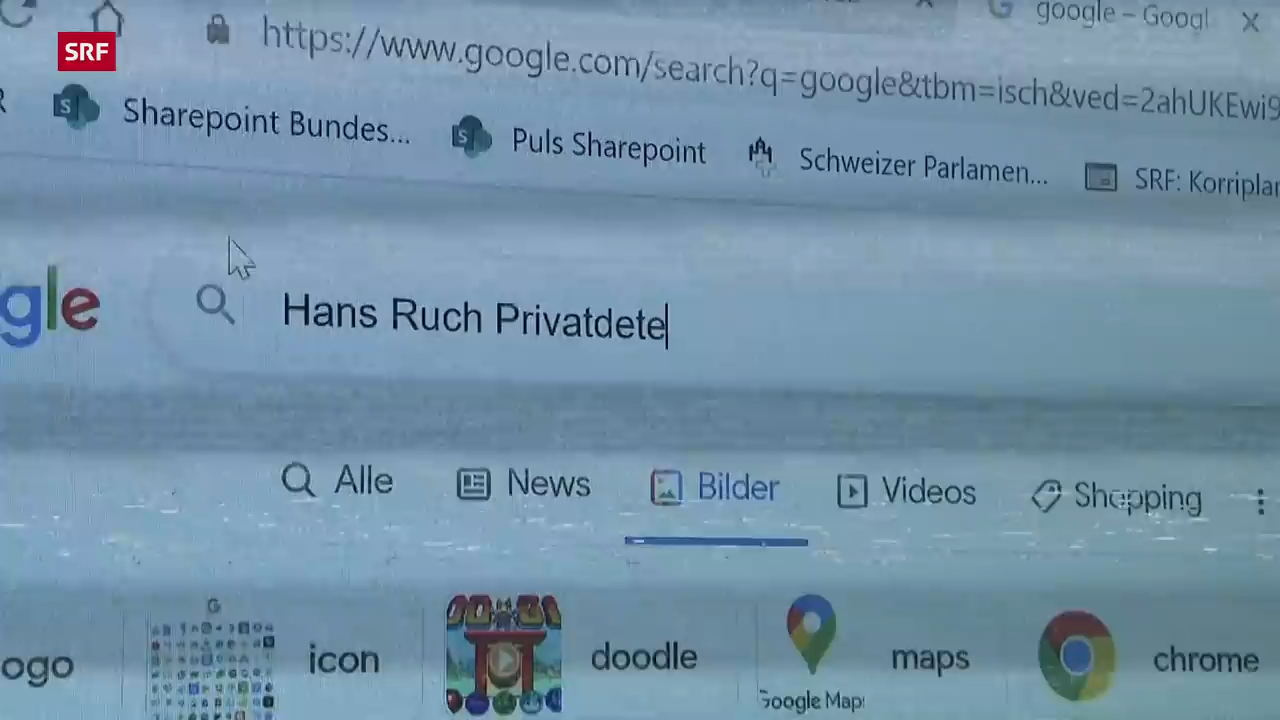 google – Googl
https://www.google.com/search?q=google&tbm=isch&ved=2ahUKEwi9
SRF
Sharepoint Bundes... Puls Sharepoint Schweizer Parlamen... SRF: Korriplan
gle Hans Ruch Privatdete
Alle News Bilder Videos Shopping
ogo icon doodle maps chrome
Google Maps